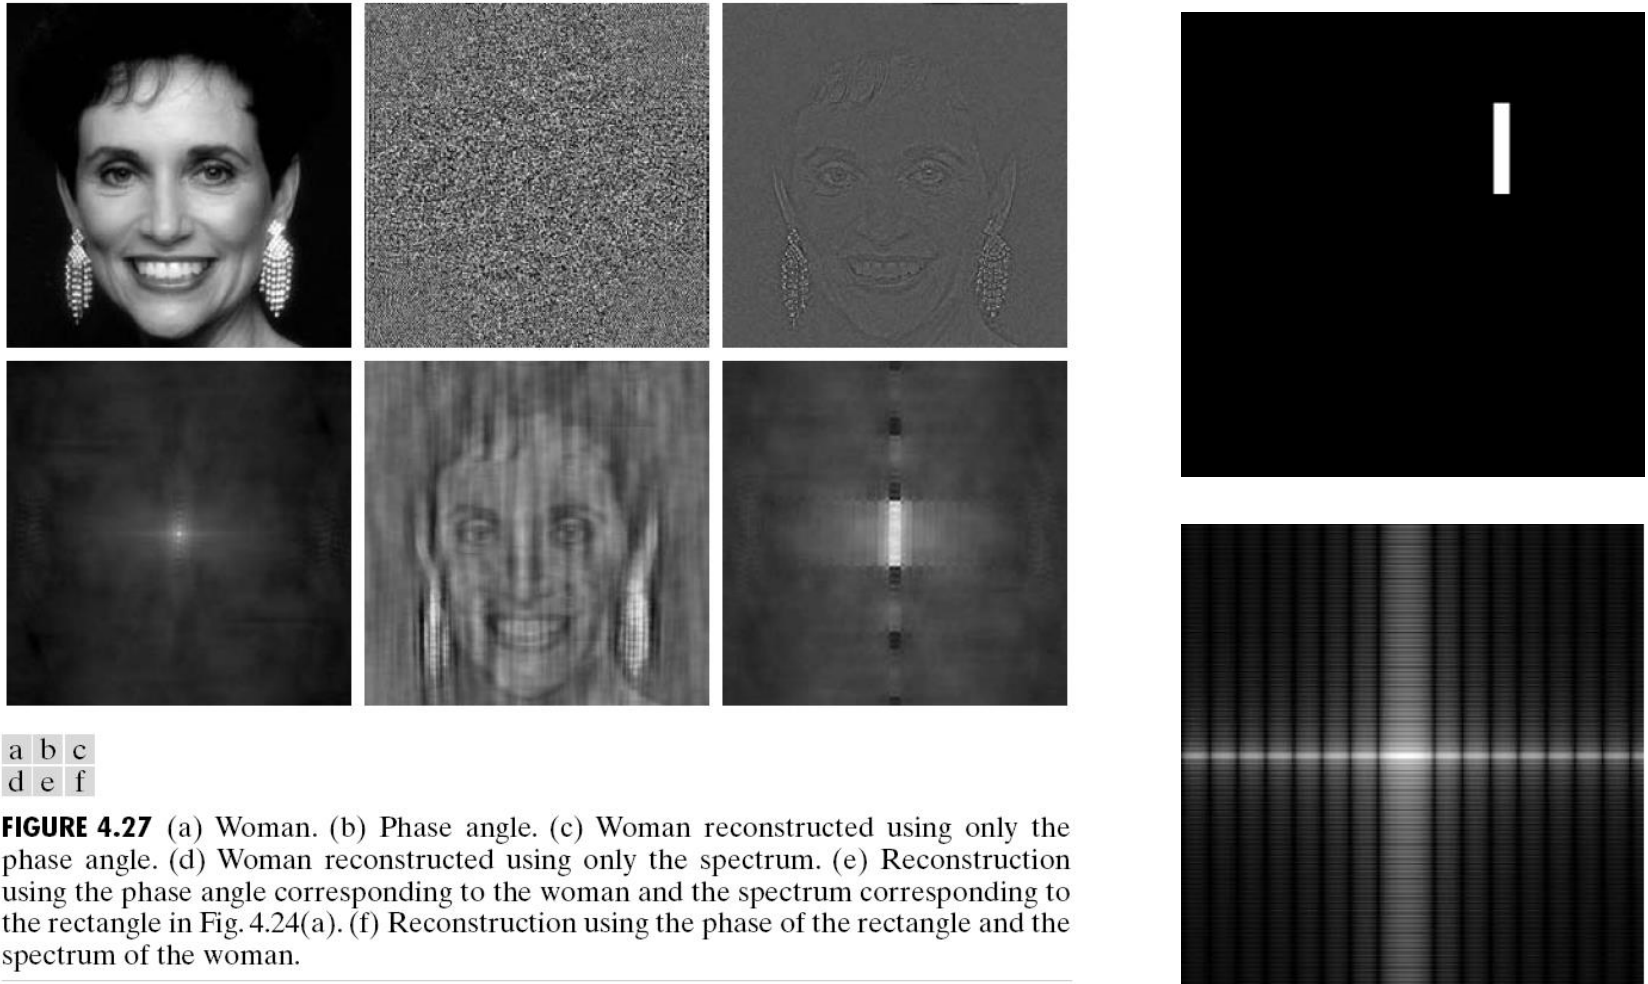 a b c
d e f
FIGURE 4.27 (a) Woman. (b) Phase angle. (c) Woman reconstructed using only the
phase angle. (d) Woman reconstructed using only the spectrum. (e) Reconstruction
using the phase angle corresponding to the woman and the spectrum corresponding to
the rectangle in Fig. 4.24(a). (f) Reconstruction using the phase of the rectangle and the
spectrum of the woman.